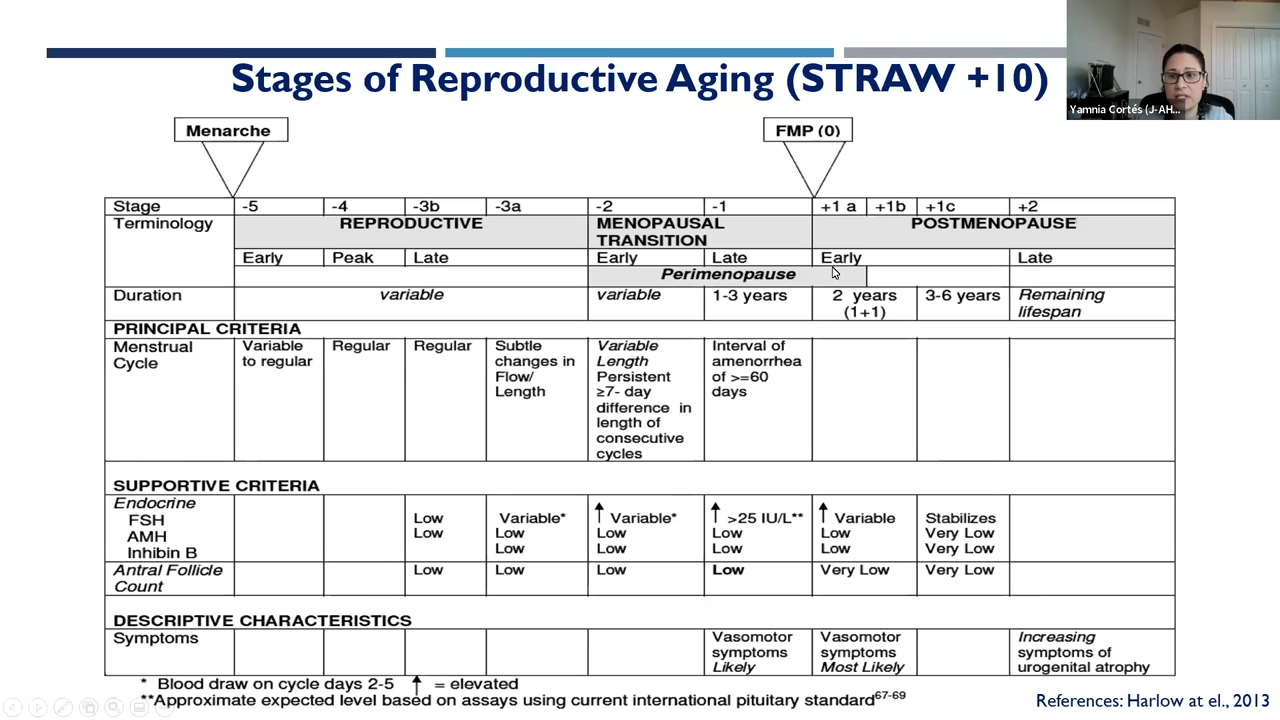 Stages of Reproductive Aging (STRAW +10)
Yamnia Cortés (J-AH...
Menarche
FMP (0)
Stage -5 -4 -3b -3a -2 -1 +1 a +1b +1c +2
Terminology REPRODUCTIVE MENOPAUSAL TRANSITION POSTMENOPAUSE
Early Peak Late Early Late Early Late
Perimenopause
Duration variable variable 1-3 years 2 years (1+1) 3-6 years Remaining lifespan
PRINCIPAL CRITERIA
Menstrual Cycle
Variable to regular
Regular
Regular
Subtle changes in Flow/ Length
Variable Length Persistent ≥7- day difference in length of consecutive cycles
Interval of amenorrhea of >=60 days
SUPPORTIVE CRITERIA
Endocrine
FSH Low Variable* ↑ Variable* ↑ >25 IU/L** ↑ Variable Stabilizes
AMH Low Low Low Low Low Very Low
Inhibin B Low Low Low Low Very Low
Antral Follicle Count Low Low Low Low Very Low Very Low
DESCRIPTIVE CHARACTERISTICS
Symptoms
Vasomotor symptoms Likely
Vasomotor symptoms Most Likely
Increasing symptoms of urogenital atrophy
* Blood draw on cycle days 2-5 ↑ = elevated
**Approximate expected level based on assays using current international pituitary standard67-69
References: Harlow at el., 2013